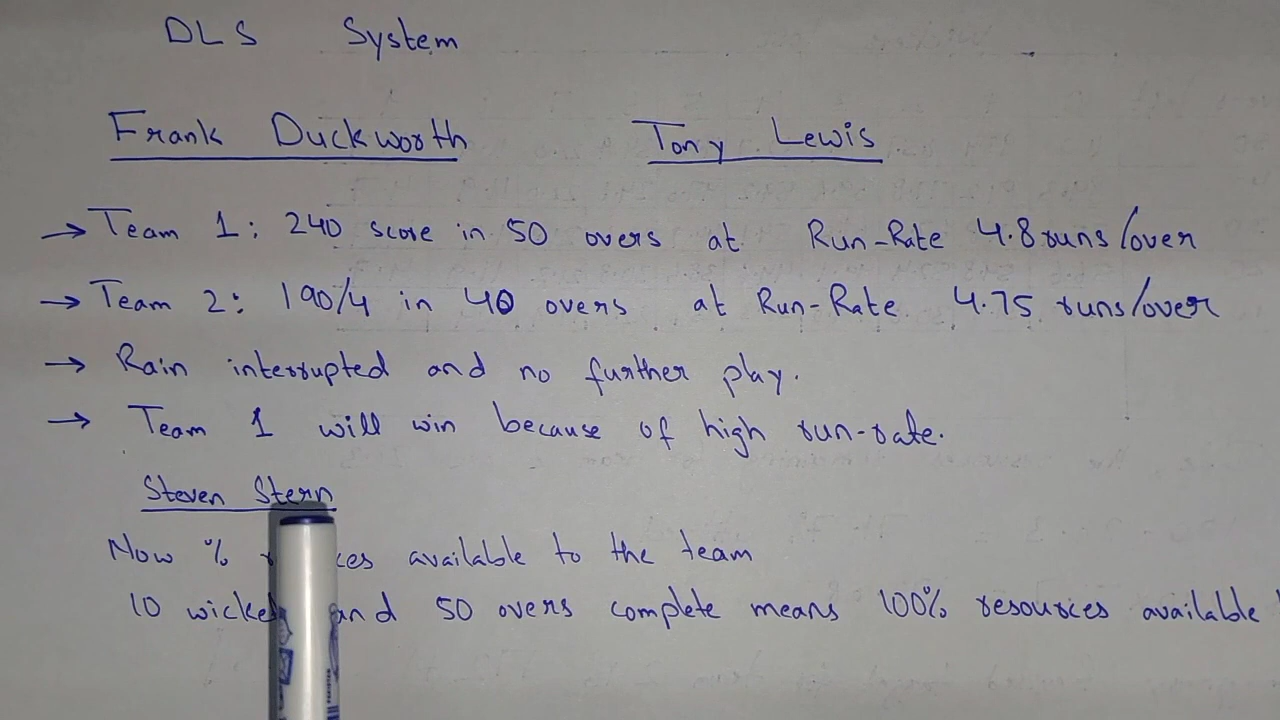 DLS System
Frank Duckworth Tony Lewis
→ Team 1: 240 score in 50 overs at Run-Rate 4.8 runs/over
→ Team 2: 190/4 in 40 overs at Run-Rate 4.75 runs/over
→ Rain interrupted and no further play.
→ Team 1 will win because of high run-rate.
Steven Stern
Now % available to the team
10 and 50 overs complete means 100% resources available